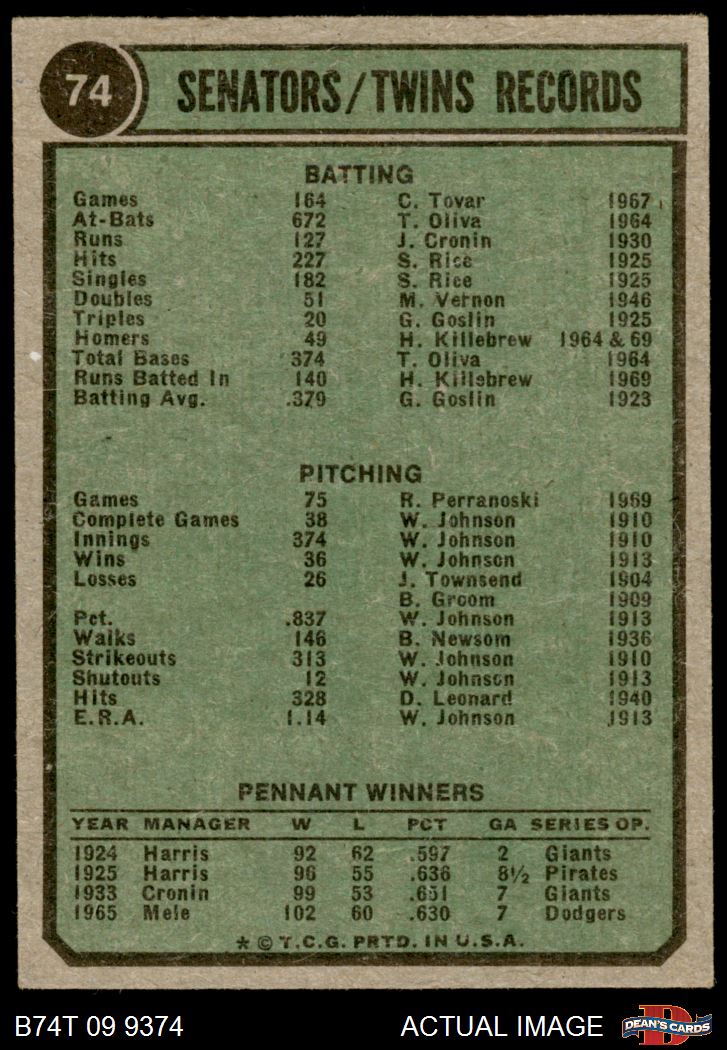 74 SENATORS/TWINS RECORDS
BATTING
Games 164 C. Tovar 1967
At-Bats 672 T. Oliva 1964
Runs 127 J. Cronin 1930
Hits 227 S. Rice 1925
Singles 182 S. Rice 1925
Doubles 51 M. Vernon 1946
Triples 20 G. Goslin 1925
Homers 49 H. Killebrew 1964 & 69
Total Bases 374 T. Oliva 1964
Runs Batted In 140 H. Killebrew 1969
Batting Avg. .379 G. Goslin 1923
PITCHING
Games 75 R. Perranoski 1969
Complete Games 38 W. Johnson 1910
Innings 374 W. Johnson 1910
Wins 36 W. Johnson 1913
Losses 26 J. Townsend 1904
B. Groom 1909
Pct. .837 W. Johnson 1913
Walks 146 B. Newsom 1936
Strikeouts 313 W. Johnson 1910
Shutouts 12 W. Johnson 1913
Hits 328 D. Leonard 1940
E.R.A. 1.14 W. Johnson 1913
PENNANT WINNERS
YEAR MANAGER W L PCT GA SERIES OP.
1924 Harris 92 62 .597 2 Giants
1925 Harris 96 55 .636 8½ Pirates
1933 Cronin 99 53 .651 7 Giants
1965 Mele 102 60 .630 7 Dodgers
* © T.C.G. PRTD. IN U.S.A.
B74T 09 9374 ACTUAL IMAGE D DEAN'S CARDS